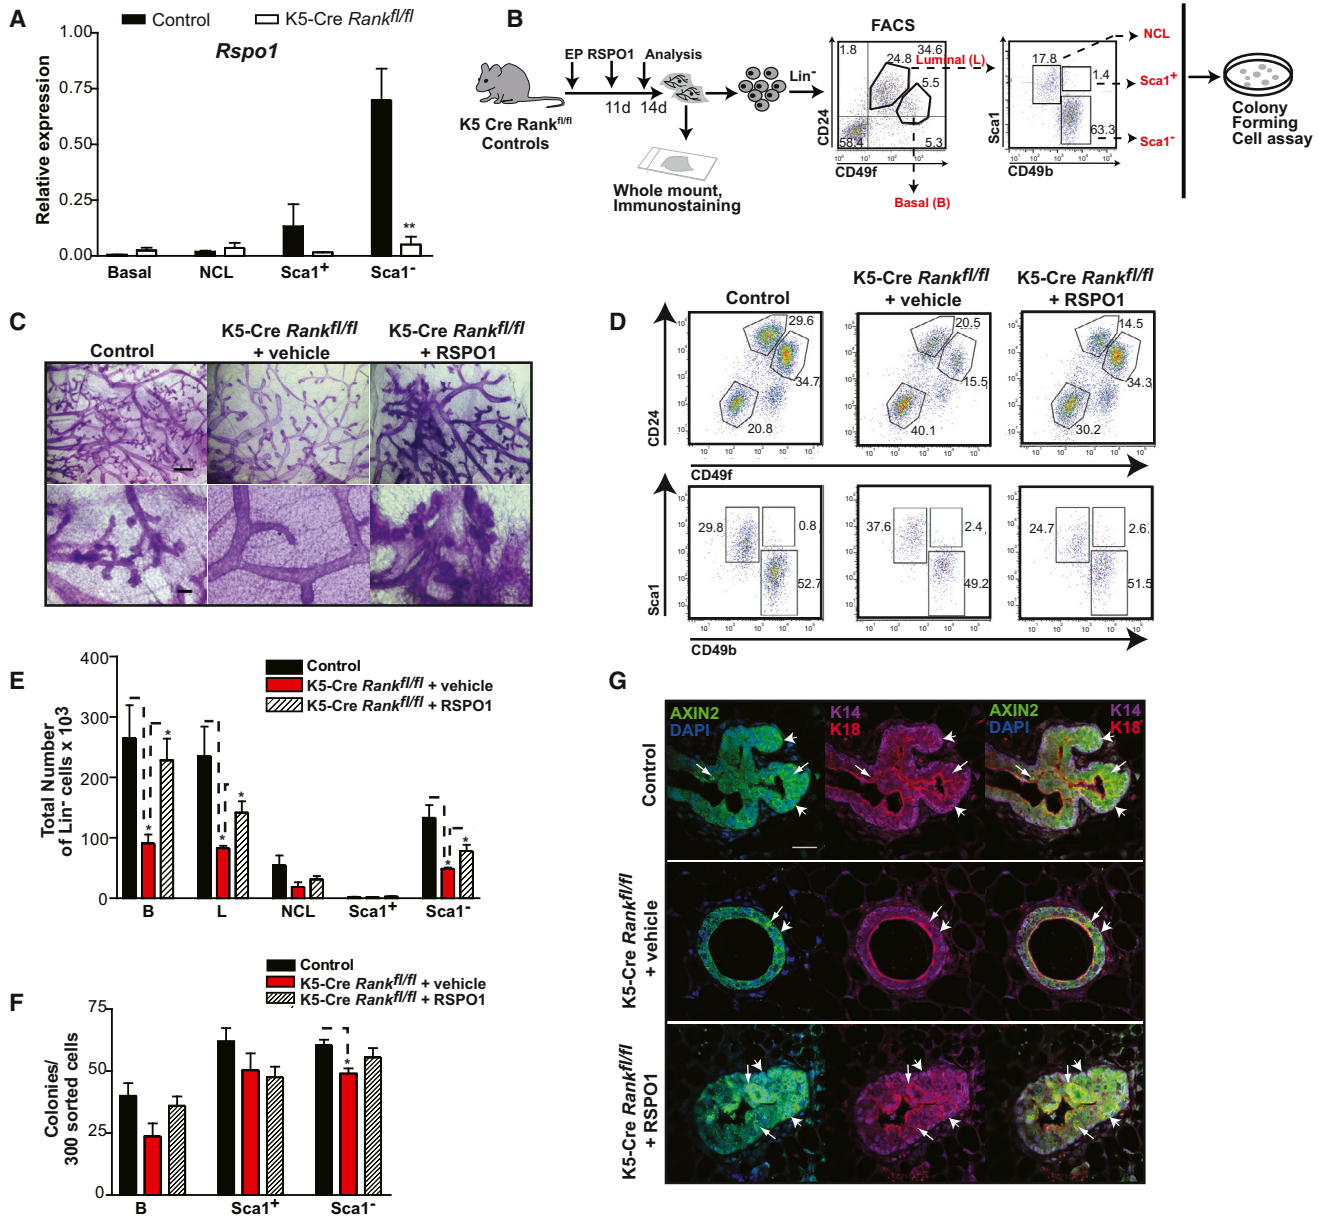 A
Control
K5-Cre Rankfl/fl
Rspo1
Relative expression
1.00
0.75
0.50
0.25
0.00
**
Basal
NCL
Sca1+
Sca1-
B
EP RSPO1 Analysis
11d 14d
K5 Cre Rankfl/fl
Controls
Whole mount,
Immunostaining
Lin-
FACS
1.8
34.6
24.8
5.5
58.4
5.3
CD24
CD49f
Luminal (L)
Basal (B)
17.8
1.4
63.3
Sca1
CD49b
NCL
Sca1+
Sca1-
Colony
Forming
Cell assay
C
Control
K5-Cre Rankfl/fl
+ vehicle
K5-Cre Rankfl/fl
+ RSPO1
D
Control
K5-Cre Rankfl/fl
+ vehicle
K5-Cre Rankfl/fl
+ RSPO1
29.6
34.7
20.8
20.5
15.5
40.1
14.5
34.3
30.2
CD24
CD49f
29.8
0.8
52.7
37.6
2.4
49.2
24.7
2.6
51.5
Sca1
CD49b
E
Control
K5-Cre Rankfl/fl + vehicle
K5-Cre Rankfl/fl + RSPO1
Total Number
of Lin- cells x 103
400
300
200
100
0
* * * * * *
B
L
NCL
Sca1+
Sca1-
F
Control
K5-Cre Rankfl/fl + vehicle
K5-Cre Rankfl/fl + RSPO1
Colonies/
300 sorted cells
75
50
25
0
*
B
Sca1+
Sca1-
G
AXIN2
DAPI
K14
K18
AXIN2
DAPI
K14
K18
Control
K5-Cre Rankfl/fl
+ vehicle
K5-Cre Rankfl/fl
+ RSPO1